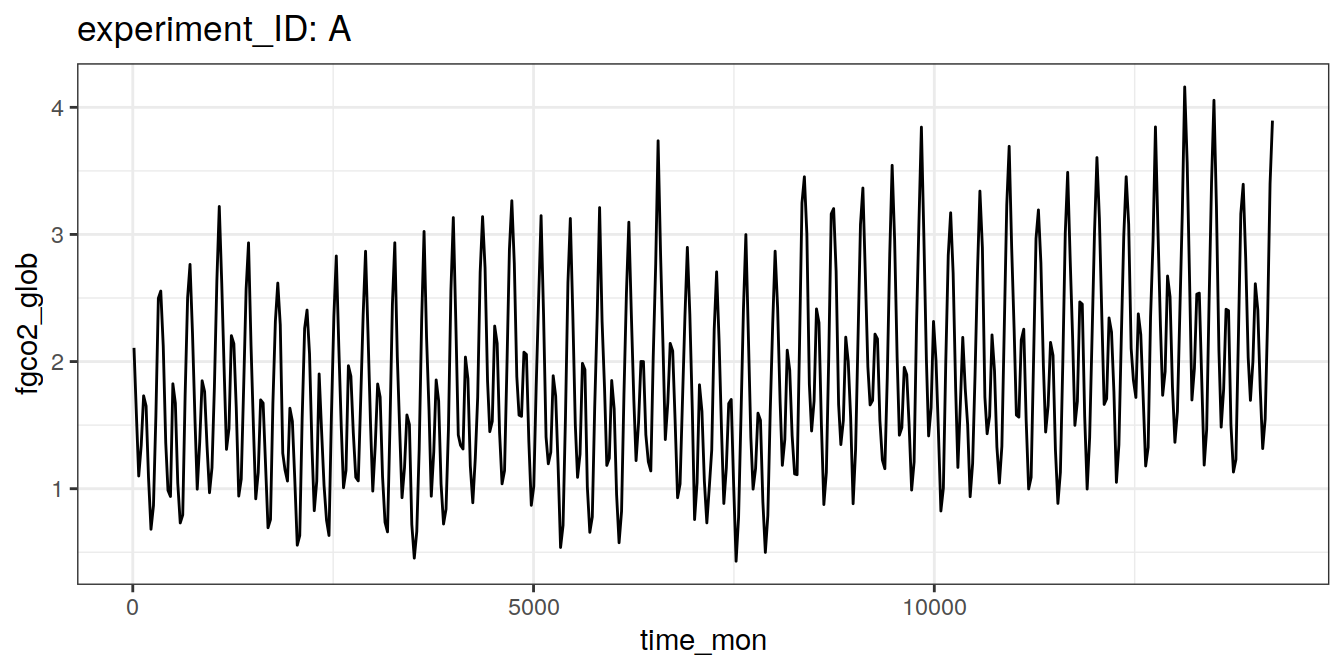 experiment_ID: A
4
3
2
1
fgco2_glob
0 5000 10000
time_mon